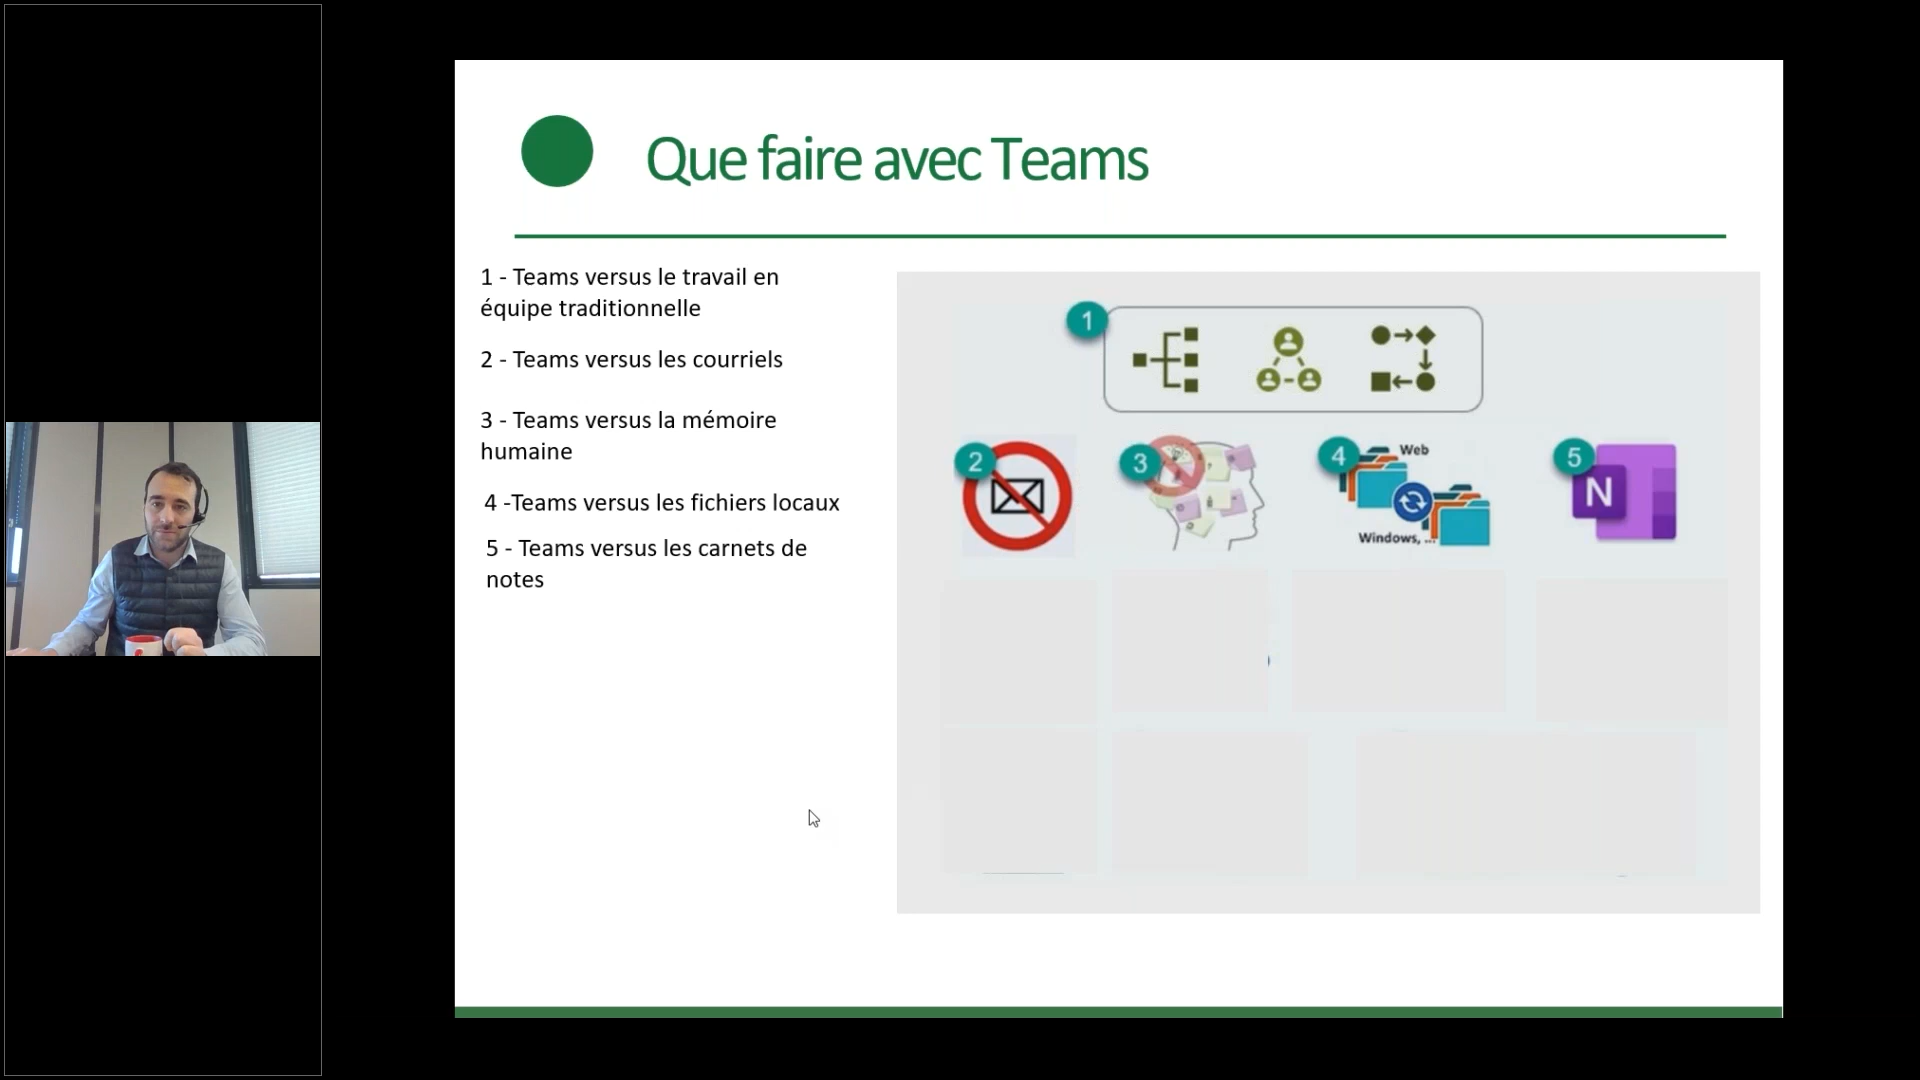 Que faire avec Teams
1 - Teams versus le travail en
équipe traditionnelle
2 - Teams versus les courriels
3 - Teams versus la mémoire
humaine
4 -Teams versus les fichiers locaux
5 - Teams versus les carnets de
notes
1
2
3
4
Web
Windows, ...
5
N